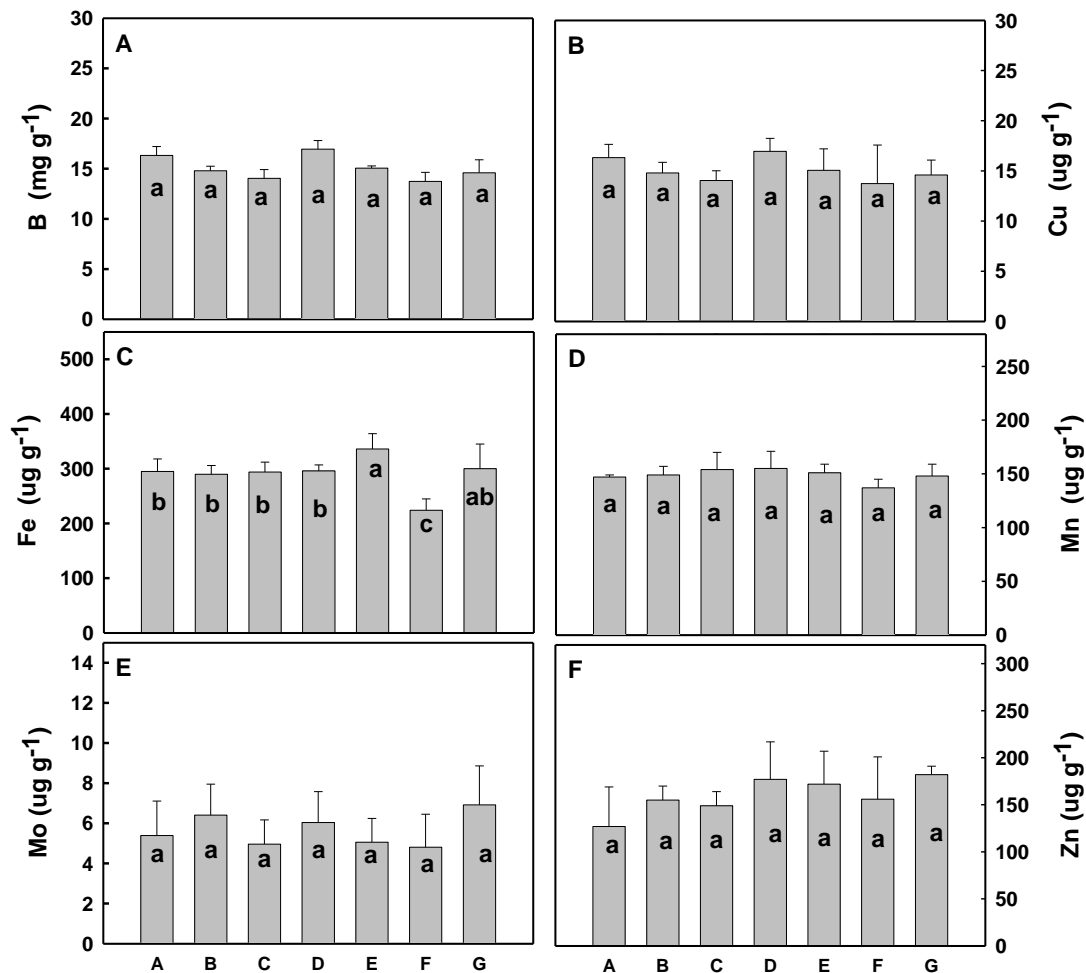 A
30
25
20
15
10
5
0
B (mg g-1)
a a a a a a a
B
30
25
20
15
10
5
0
Cu (ug g-1)
a a a a a a a
C
500
400
300
200
100
0
Fe (ug g-1)
b b b b a c ab
D
250
200
150
100
50
0
Mn (ug g-1)
a a a a a a a
E
14
12
10
8
6
4
2
0
Mo (ug g-1)
a a a a a a a
A B C D E F G
F
300
250
200
150
100
50
0
Zn (ug g-1)
a a a a a a a
A B C D E F G